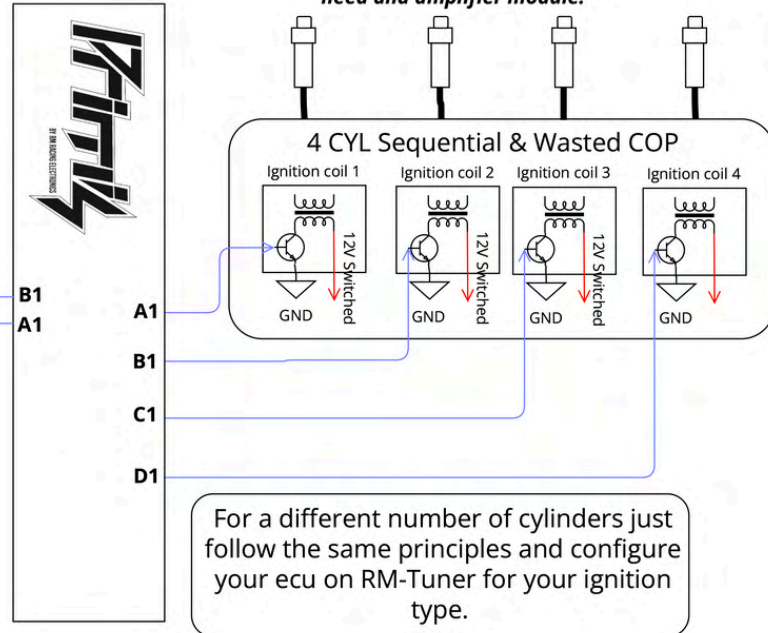 need and amplifier module.
BY RM RACING ELECTRONICS
4 CYL Sequential & Wasted COP
Ignition coil 1
Ignition coil 2
Ignition coil 3
Ignition coil 4
12V Switched
12V Switched
12V Switched
GND
GND
GND
GND
B1
A1
A1
B1
C1
D1
For a different number of cylinders just
follow the same principles and configure
your ecu on RM-Tuner for your ignition
type.